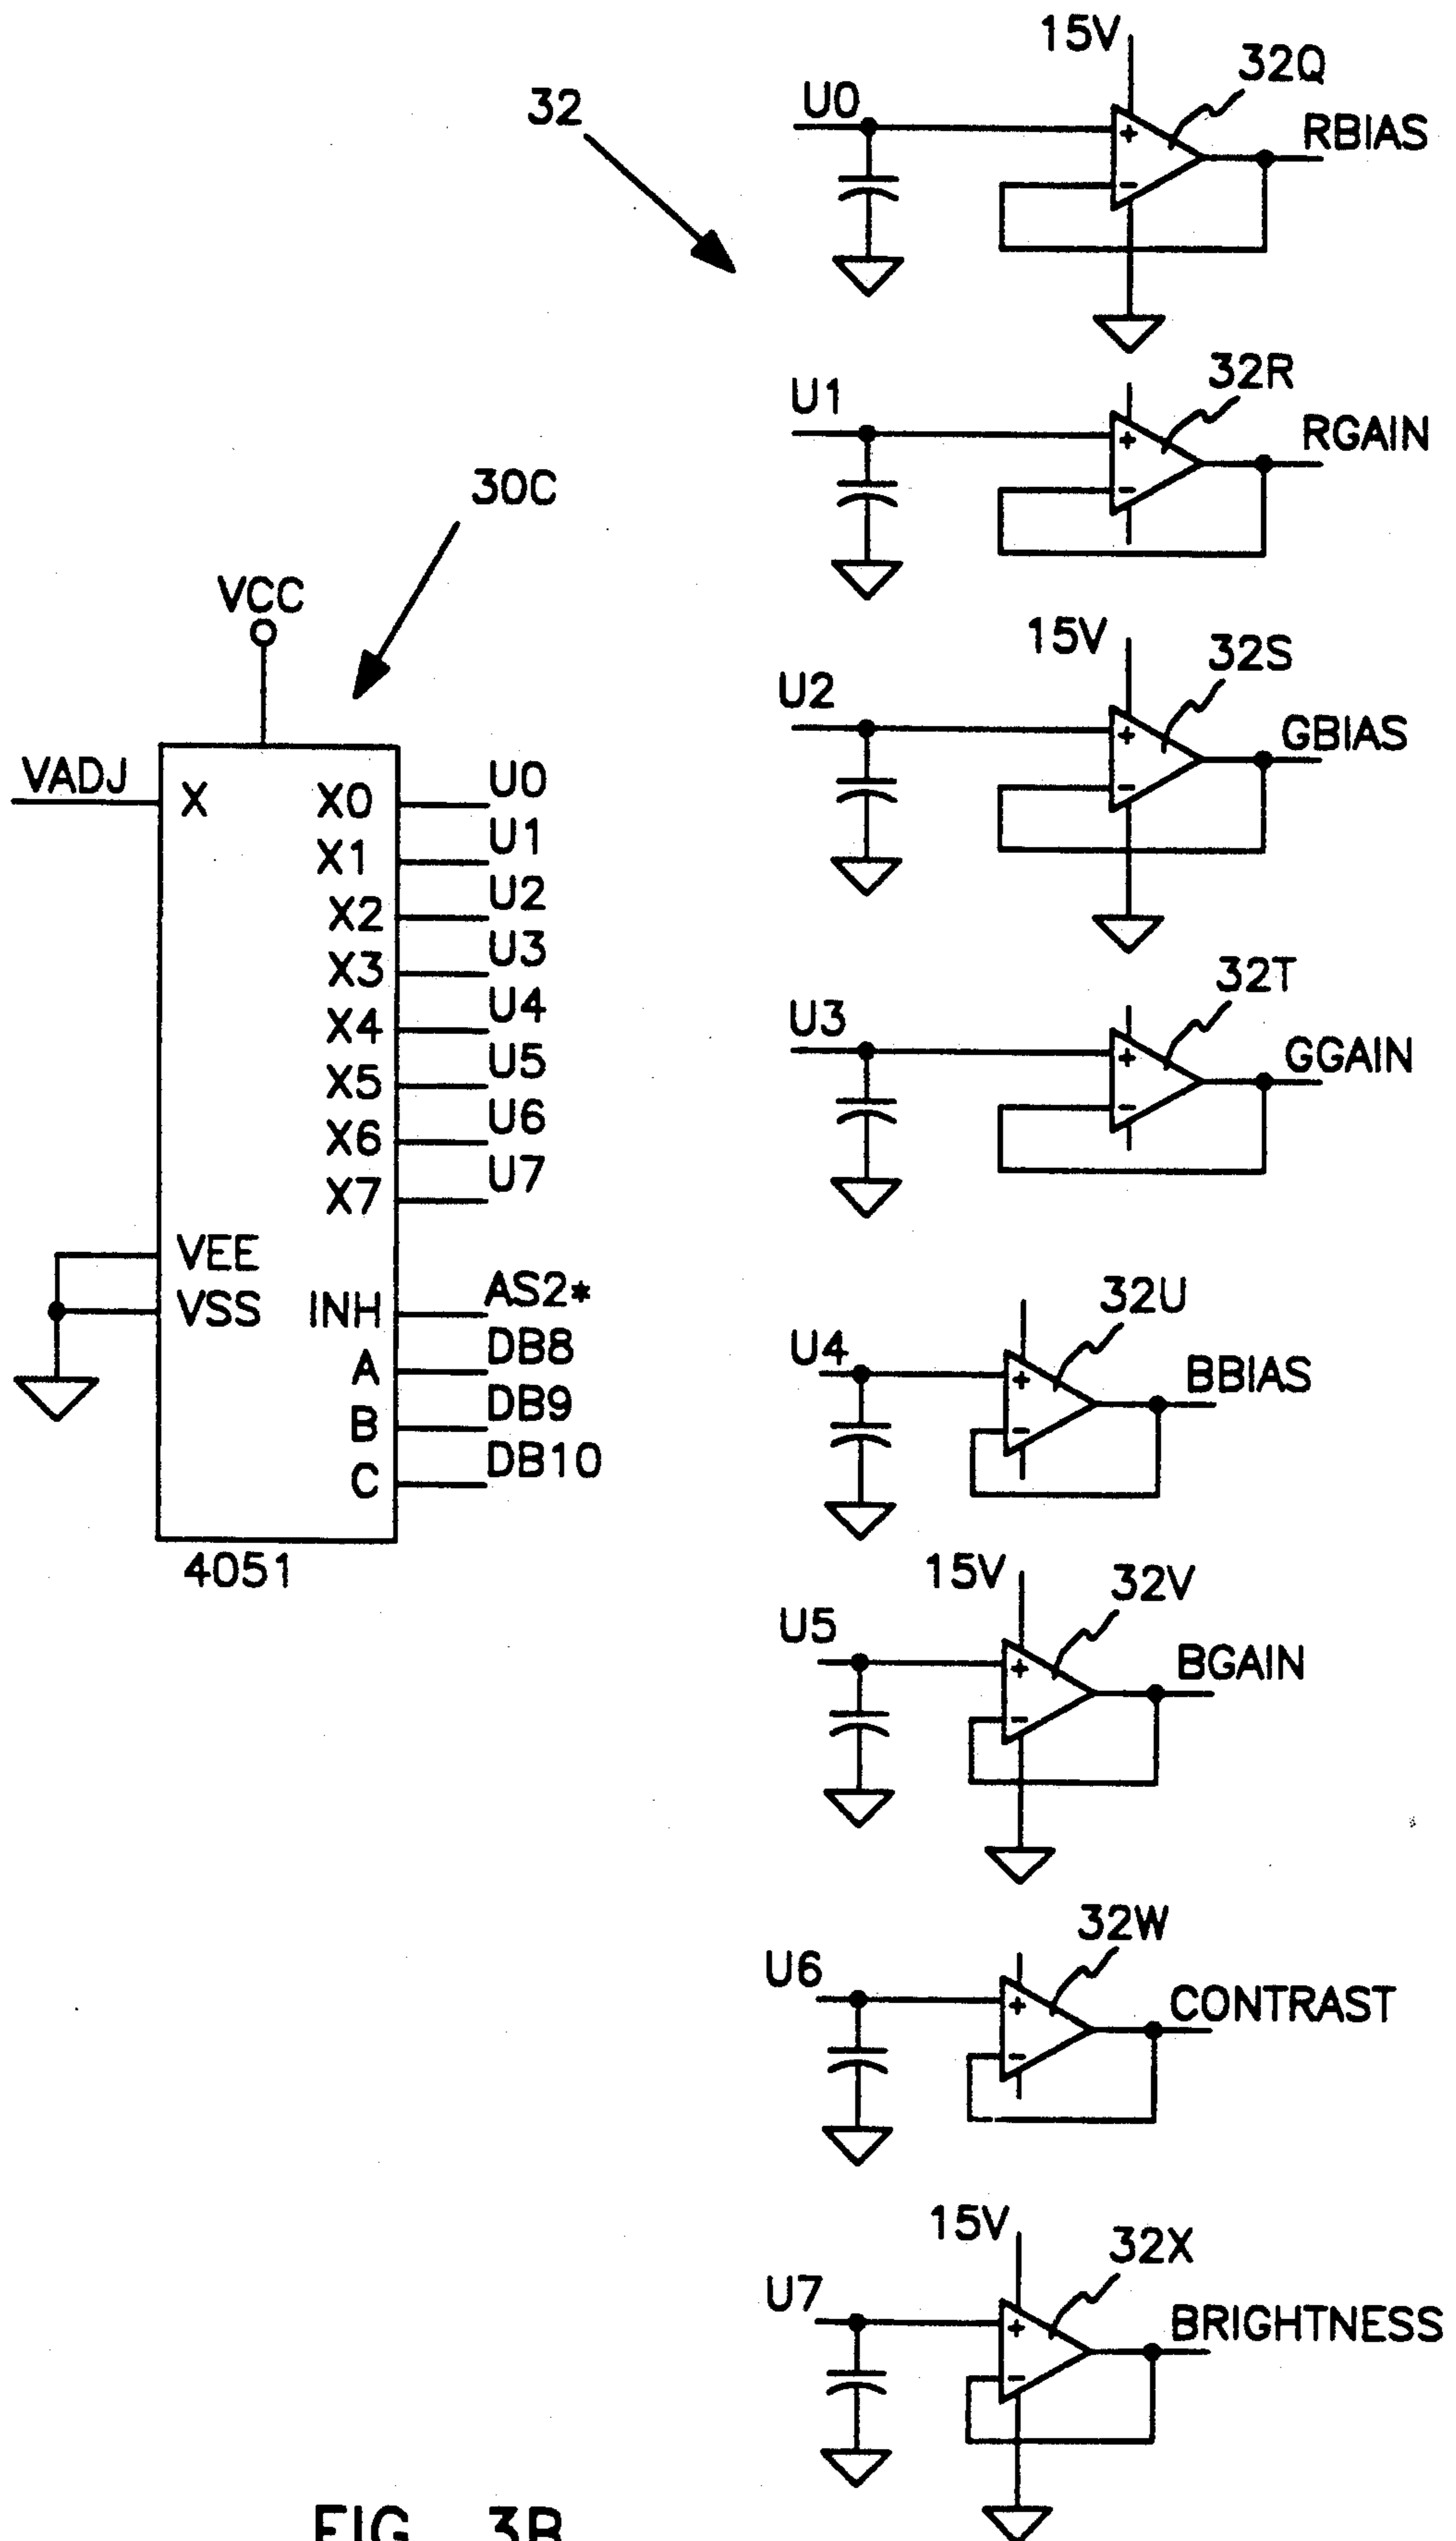 32
U0
15V
32Q
RBIAS
+
-
U1
32R
RGAIN
+
-
30C
VCC
15V
U2
32S
GBIAS
+
-
VADJ
X
X0
U0
X1
U1
X2
U2
X3
U3
X4
U4
X5
U5
X6
U6
X7
U7
VEE
VSS
INH
AS2*
A
DB8
B
DB9
C
DB10
4051
U3
32T
GGAIN
+
-
U4
32U
BBIAS
+
-
15V
U5
32V
BGAIN
+
-
U6
32W
CONTRAST
+
-
15V
U7
32X
BRIGHTNESS
+
-
FIG. 3B